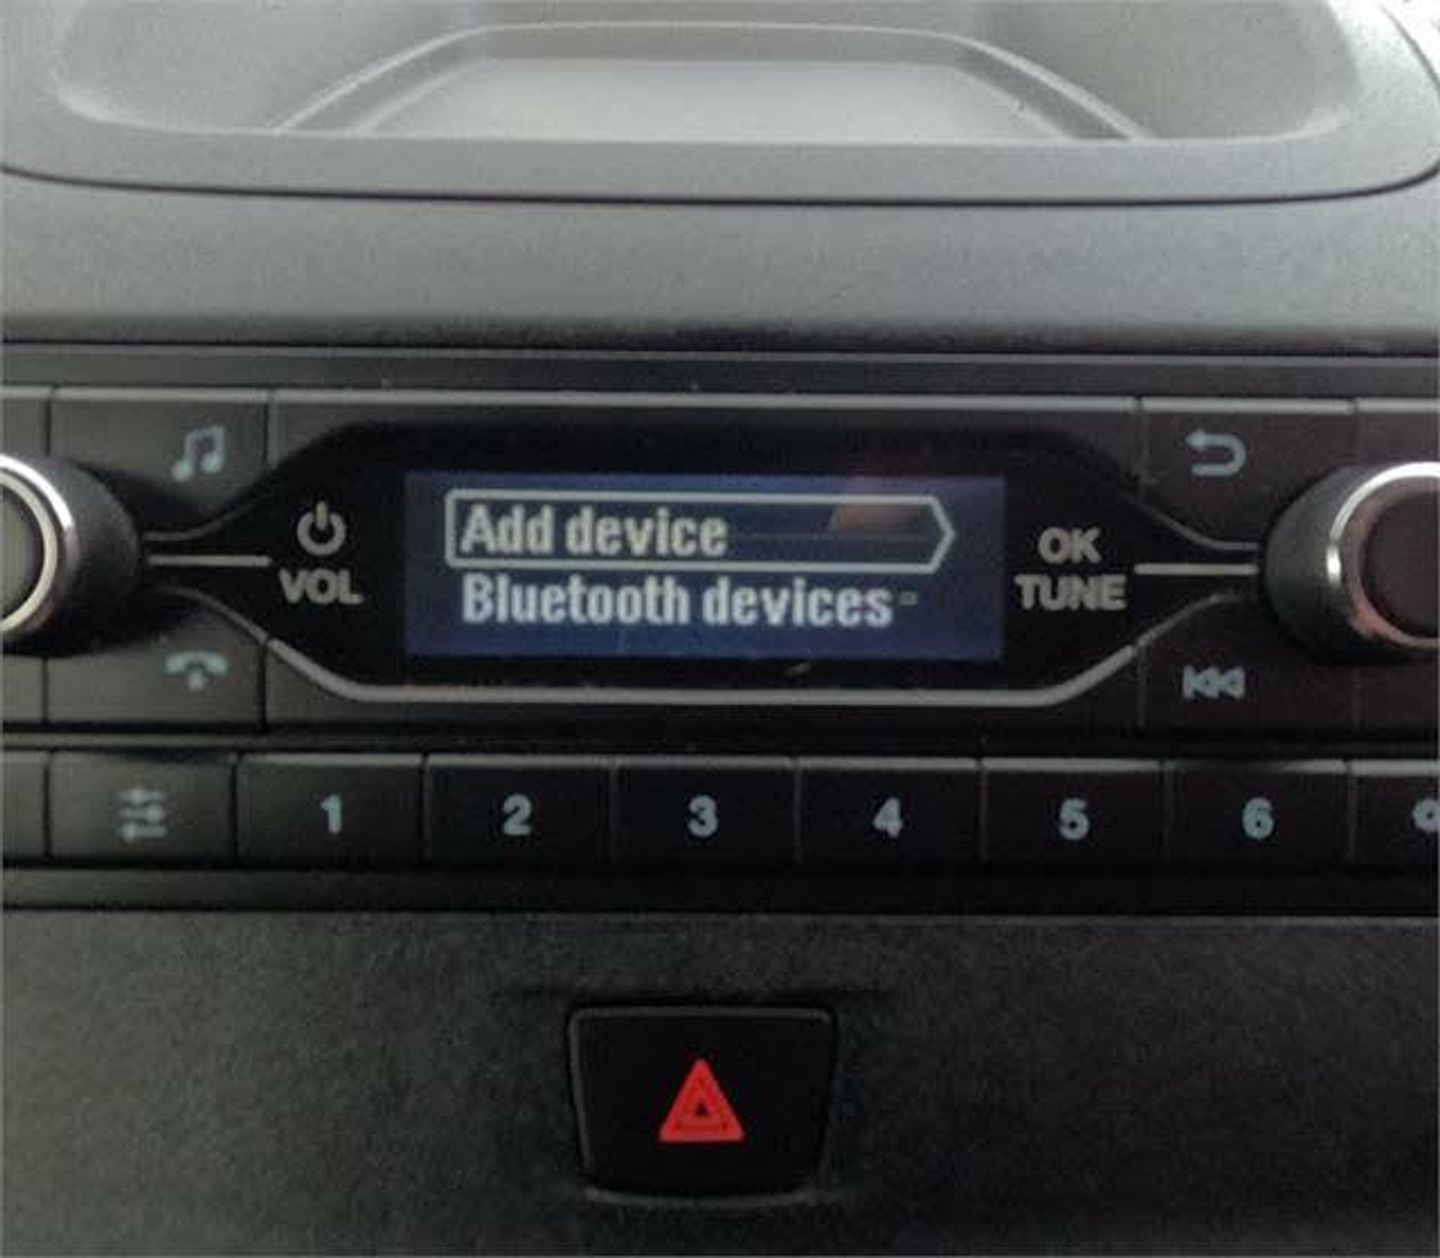 Add device
VOL
OK
TUNE
Bluetooth devices
1 2 3 4 5 6